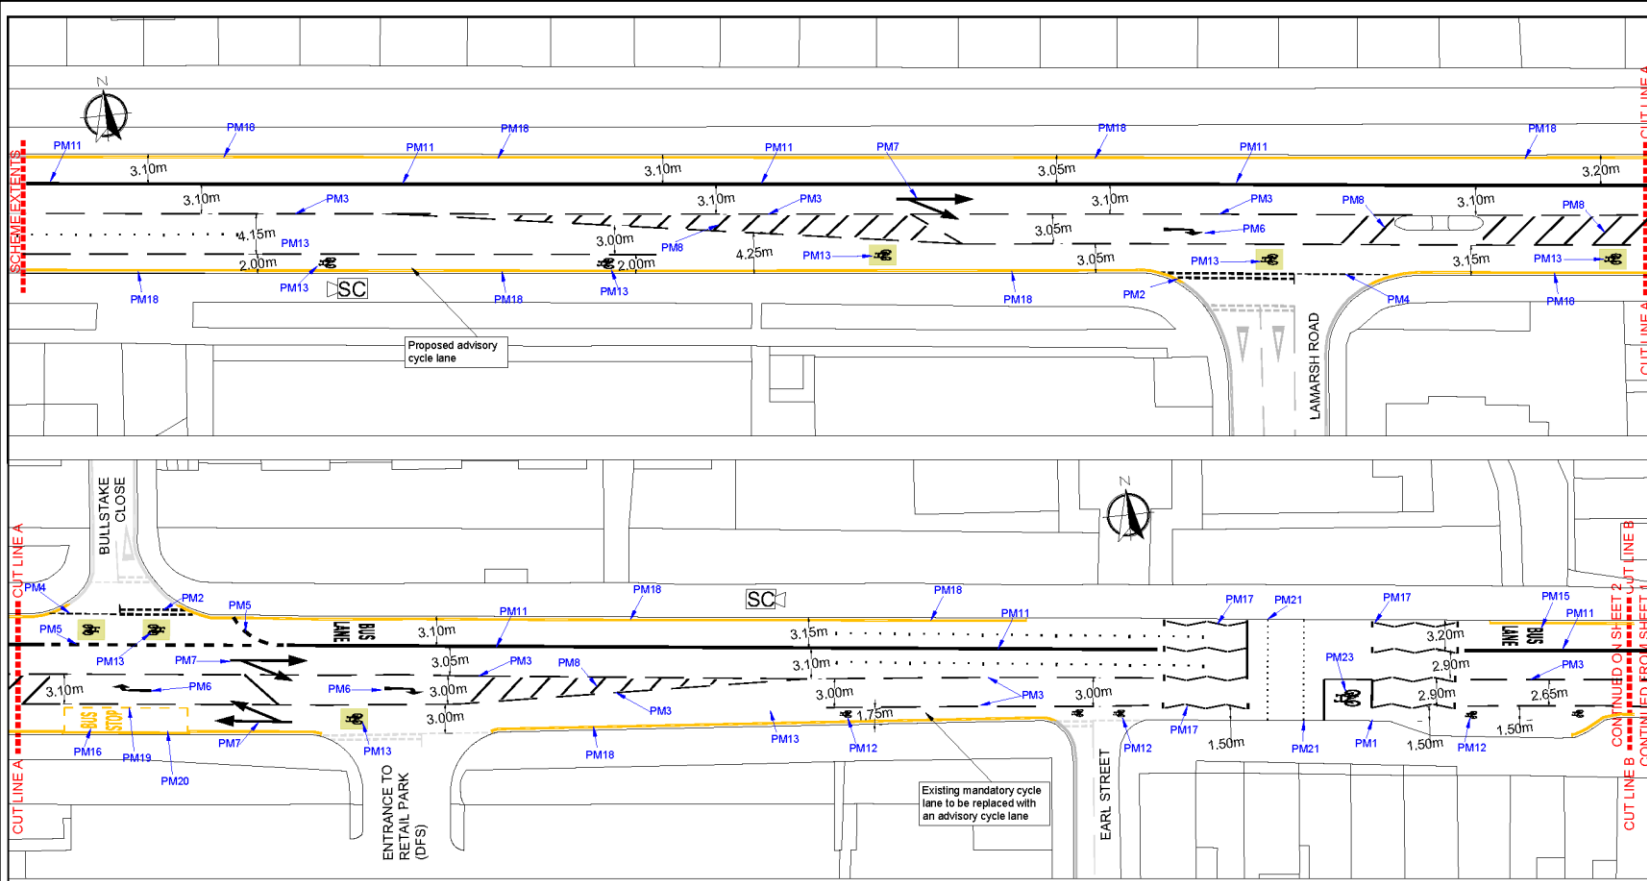 N
PM18
PM18
PM18
PM18
PM11
PM11
PM11
PM7
PM11
3.10m
3.10m
3.05m
3.20m
SCHEME EXTENTS
CUT LINE A
3.10m
PM3
3.10m
PM3
3.10m
PM3
PM8
3.10m
PM8
4.15m
PM13
3.00m
PM8
4.25m
3.05m
PM6
2.00m
2.00m
PM13
3.05m
PM13
3.15m
PM13
PM18
PM13
SC
PM18
PM13
PM18
PM2
PM4
PM18
CUT LINE A
Proposed advisory
cycle lane
LAMARSH ROAD
BULLSTAKE
CLOSE
N
CUT LINE A
CUT LINE B
PM4
PM2
PM5
PM18
SC
PM18
PM17
PM21
PM17
PM15
PM11
PM11
PM11
BUS
LANE
3.10m
3.15m
3.20m
BUS
LANE
PM5
PM13
PM7
3.05m
PM3
PM8
3.10m
PM23
2.90m
PM3
3.10m
PM6
PM6
3.00m
3.00m
PM3
3.00m
2.90m
2.65m
BUS
STOP
3.00m
PM3
1.75m
PM16
PM19
PM7
PM13
PM18
PM13
PM12
PM12
PM17
1.50m
PM21
PM1
1.50m
PM12
1.50m
PM20
CUT LINE A
ENTRANCE TO
RETAIL PARK
(DFS)
Existing mandatory cycle
lane to be replaced with
an advisory cycle lane
EARL STREET
CONTINUED ON SHEET 2
CUT LINE B